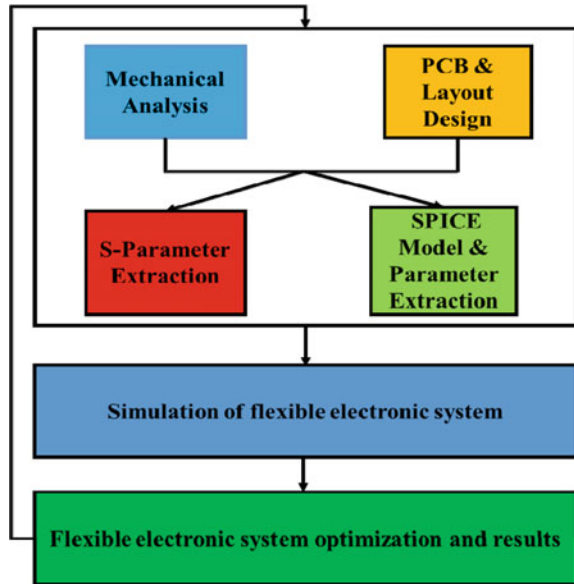 Mechanical
Analysis
PCB &
Layout
Design
S-Parameter
Extraction
SPICE
Model &
Parameter
Extraction
Simulation of flexible electronic system
Flexible electronic system optimization and results